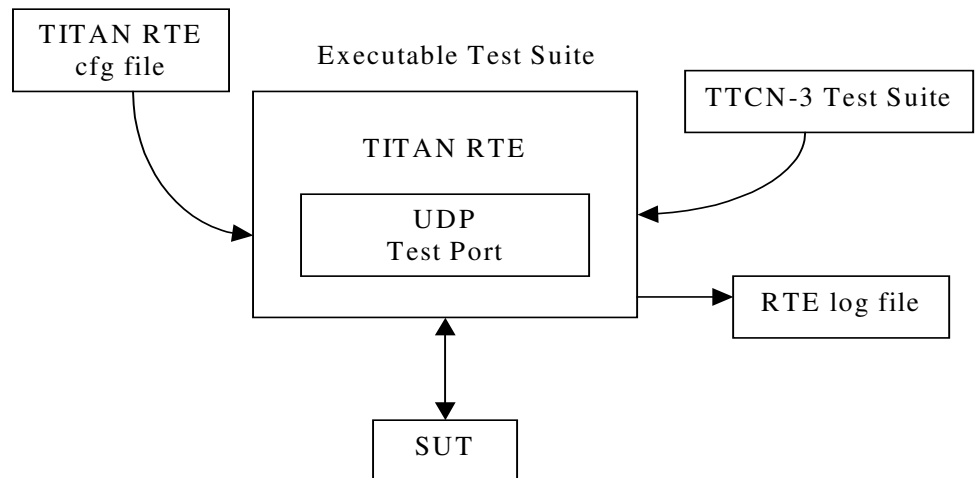 TITAN RTE
cfg file
Executable Test Suite
TTCN-3 Test Suite
TITAN RTE
UDP
Test Port
RTE log file
SUT